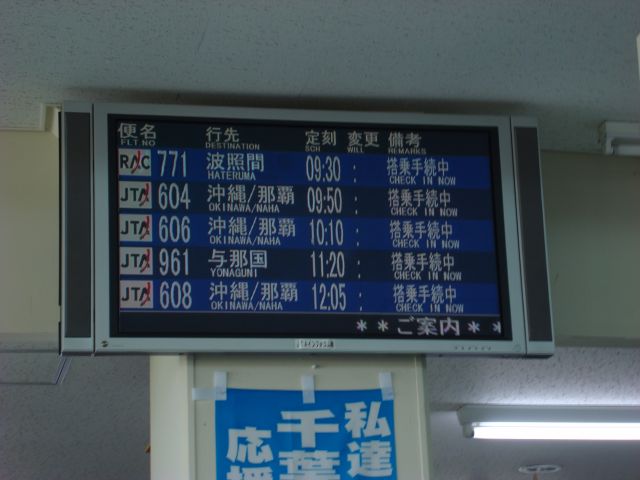 便名 行先 定刻 変更 備考
FLT.NO DESTINATION SCH WILL REMARKS
RAC 771 波照間 09:30 : 搭乗手続中
HATERUMA CHECK IN NOW
JTA 604 沖縄/那覇 09:50 : 搭乗手続中
OKINAWA/NAHA CHECK IN NOW
JTA 606 沖縄/那覇 10:10 : 搭乗手続中
OKINAWA/NAHA CHECK IN NOW
JTA 961 与那国 11:20 : 搭乗手続中
YONAGUNI CHECK IN NOW
JTA 608 沖縄/那覇 12:05 : 搭乗手続中
OKINAWA/NAHA CHECK IN NOW
**ご案内**
私達
千葉
応援